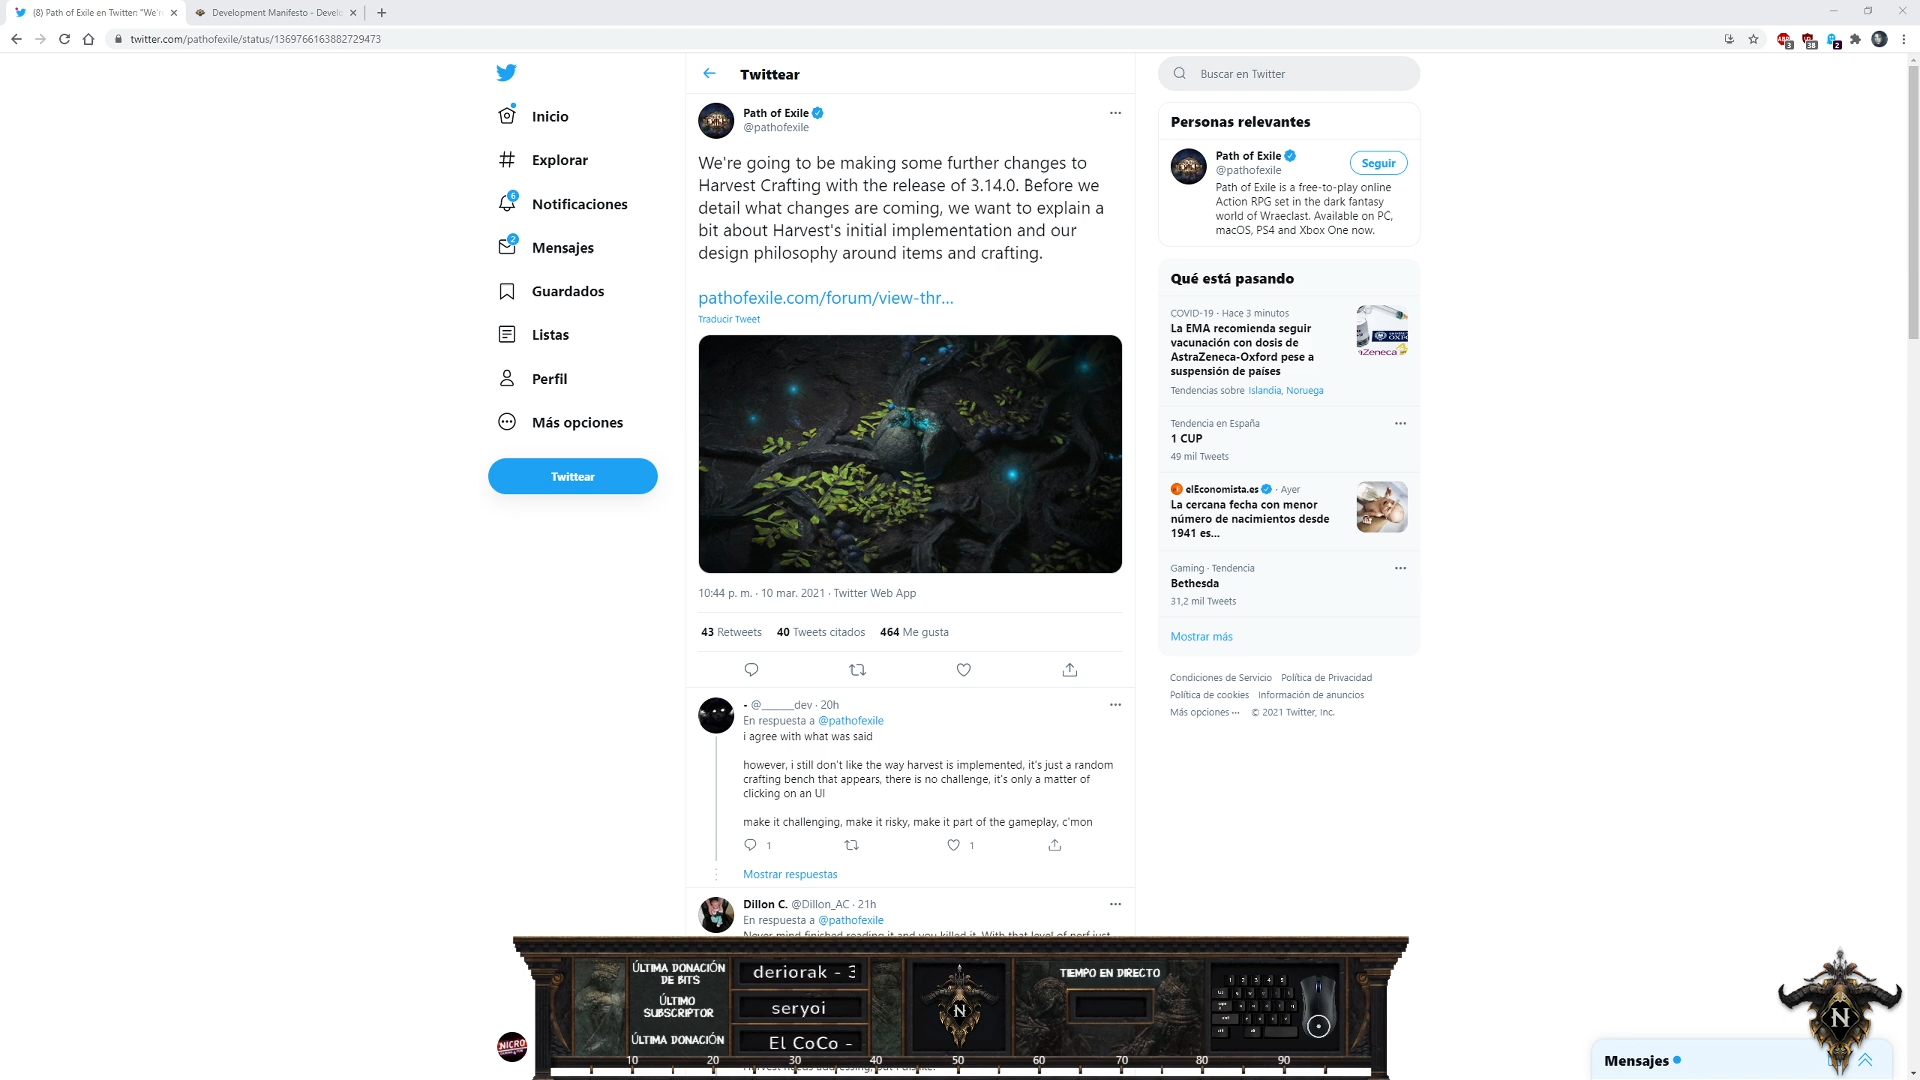 (8) Path of Exile en Twitter: "We'r
Development Manifesto - Develo
twitter.com/pathofexile/status/1369766163882729473
3
38
2
Inicio
Explorar
6
Notificaciones
2
Mensajes
Guardados
Listas
Perfil
Más opciones
Twittear
Twittear
Path of Exile
@pathofexile
We're going to be making some further changes to
Harvest Crafting with the release of 3.14.0. Before we
detail what changes are coming, we want to explain a
bit about Harvest's initial implementation and our
design philosophy around items and crafting.
pathofexile.com/forum/view-thr...
Traducir Tweet
10:44 p. m. · 10 mar. 2021 · Twitter Web App
43 Retweets 40 Tweets citados 464 Me gusta
- @______dev · 20h
En respuesta a @pathofexile
i agree with what was said
however, i still don't like the way harvest is implemented, it's just a random
crafting bench that appears, there is no challenge, it's only a matter of
clicking on an UI
make it challenging, make it risky, make it part of the gameplay, c'mon
1 1
Mostrar respuestas
Dillon C. @Dillon_AC · 21h
En respuesta a @pathofexile
Never mind finished reading it and you killed it. With that level of nerf just
Buscar en Twitter
Personas relevantes
Path of Exile
@pathofexile
Seguir
Path of Exile is a free-to-play online
Action RPG set in the dark fantasy
world of Wraeclast. Available on PC,
macOS, PS4 and Xbox One now.
Qué está pasando
COVID-19 · Hace 3 minutos
La EMA recomienda seguir
vacunación con dosis de
AstraZeneca-Oxford pese a
suspensión de países
Tendencias sobre Islandia, Noruega
Tendencia en España
1 CUP
49 mil Tweets
elEconomista.es · Ayer
La cercana fecha con menor
número de nacimientos desde
1941 es...
Gaming · Tendencia
Bethesda
31,2 mil Tweets
Mostrar más
Condiciones de Servicio Política de Privacidad
Política de cookies Información de anuncios
Más opciones ··· © 2021 Twitter, Inc.
ÚLTIMA DONACIÓN
DE BITS
deriorak - 3
ÚLTIMO
SUBSCRIPTOR
seryoi
ÚLTIMA DONACIÓN
El CoCo -
N
TIEMPO EN DIRECTO
10 20 30 40 50 60 70 80 90
NICRO
N
Mensajes